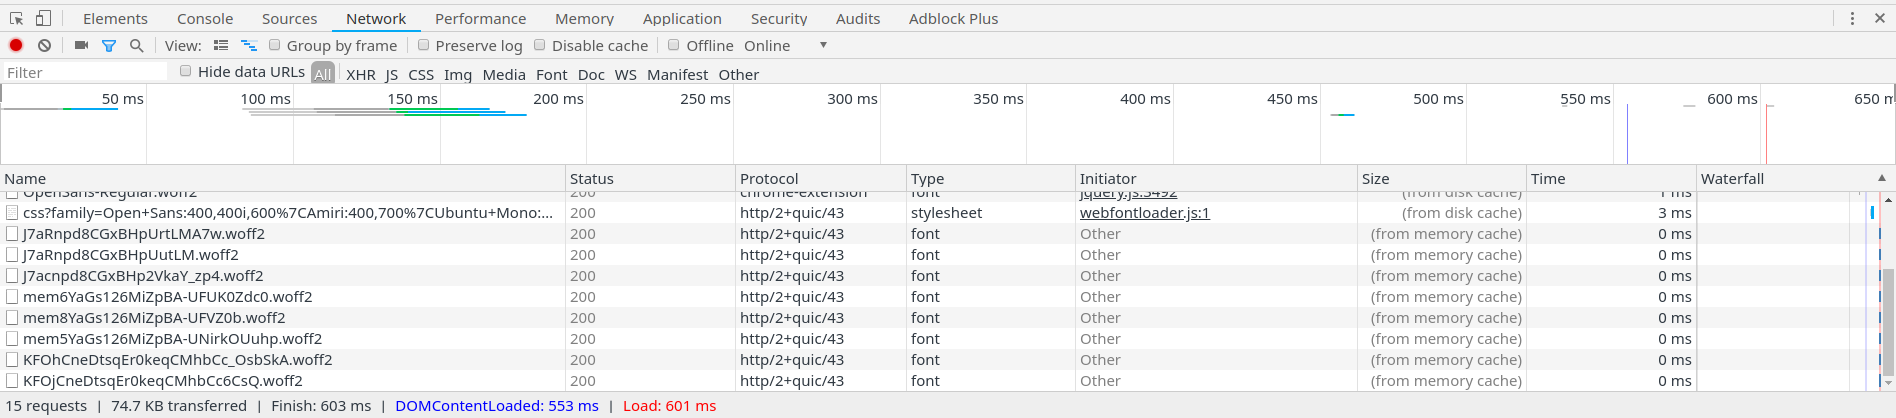 Elements Console Sources Network Performance Memory Application Security Audits Adblock Plus
View: Group by frame Preserve log Disable cache Offline Online
Filter Hide data URLs All XHR JS CSS Img Media Font Doc WS Manifest Other
50 ms 100 ms 150 ms 200 ms 250 ms 300 ms 350 ms 400 ms 450 ms 500 ms 550 ms 600 ms 650 m
Name Status Protocol Type Initiator Size Time Waterfall
OpenSans-Regular.woff2 200 chrome-extension font jquery.js:3492 (from disk cache) 1 ms
css?family=Open+Sans:400,400i,600%7CAmiri:400,700%7CUbuntu+Mono:... 200 http/2+quic/43 stylesheet webfontloader.js:1 (from disk cache) 3 ms
J7aRnpd8CGxBHpUrtLMA7w.woff2 200 http/2+quic/43 font Other (from memory cache) 0 ms
J7aRnpd8CGxBHpUutLM.woff2 200 http/2+quic/43 font Other (from memory cache) 0 ms
J7acnpd8CGxBHp2VkaY_zp4.woff2 200 http/2+quic/43 font Other (from memory cache) 0 ms
mem6YaGs126MiZpBA-UFUK0Zdc0.woff2 200 http/2+quic/43 font Other (from memory cache) 0 ms
mem8YaGs126MiZpBA-UFVZ0b.woff2 200 http/2+quic/43 font Other (from memory cache) 0 ms
mem5YaGs126MiZpBA-UNirkOUuhp.woff2 200 http/2+quic/43 font Other (from memory cache) 0 ms
KFOhCneDtsqEr0keqCMhbCc_OsbSkA.woff2 200 http/2+quic/43 font Other (from memory cache) 0 ms
KFOjCneDtsqEr0keqCMhbCc6CsQ.woff2 200 http/2+quic/43 font Other (from memory cache) 0 ms
15 requests | 74.7 KB transferred | Finish: 603 ms | DOMContentLoaded: 553 ms | Load: 601 ms